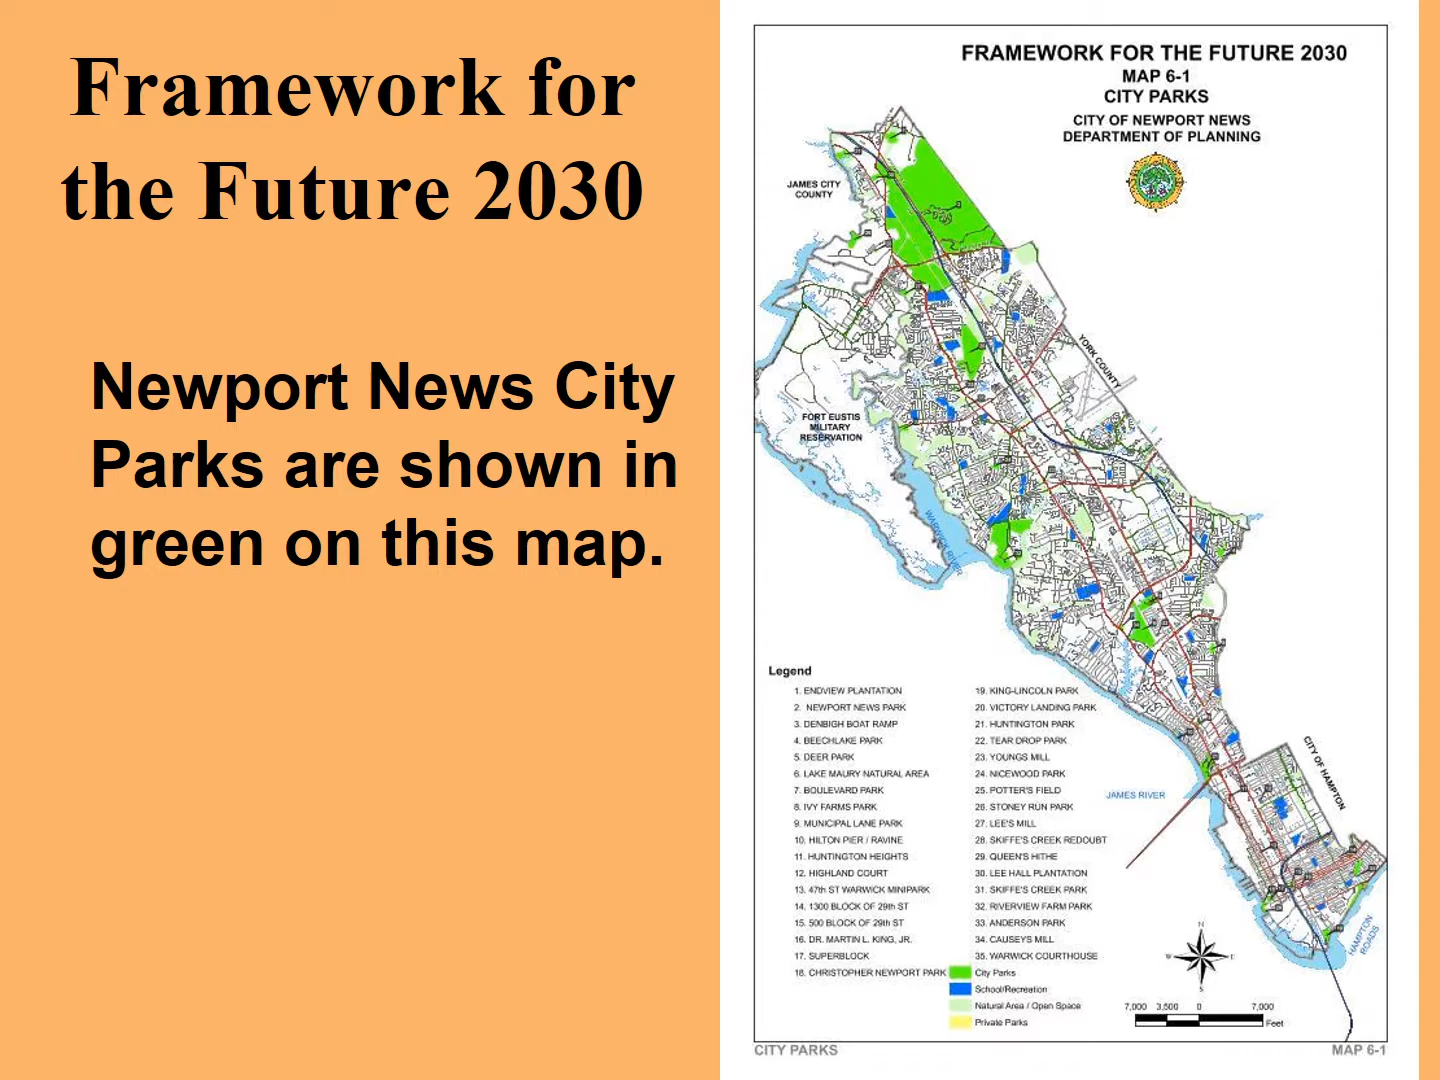 Framework for
the Future 2030
Newport News City
Parks are shown in
green on this map.
FRAMEWORK FOR THE FUTURE 2030
MAP 6-1
CITY PARKS
CITY OF NEWPORT NEWS
DEPARTMENT OF PLANNING
JAMES CITY
COUNTY
YORK COUNTY
FORT EUSTIS
MILITARY
RESERVATION
WARWICK RIVER
JAMES RIVER
CITY OF HAMPTON
HAMPTON
ROADS
Legend
1. ENDVIEW PLANTATION
2. NEWPORT NEWS PARK
3. DENBIGH BOAT RAMP
4. BEECHLAKE PARK
5. DEER PARK
6. LAKE MAURY NATURAL AREA
7. BOULEVARD PARK
8. IVY FARMS PARK
9. MUNICIPAL LANE PARK
10. HILTON PIER / RAVINE
11. HUNTINGTON HEIGHTS
12. HIGHLAND COURT
13. 47th ST WARWICK MINIPARK
14. 1300 BLOCK OF 29th ST
15. 500 BLOCK OF 29th ST
16. DR. MARTIN L. KING, JR.
17. SUPERBLOCK
18. CHRISTOPHER NEWPORT PARK
19. KING-LINCOLN PARK
20. VICTORY LANDING PARK
21. HUNTINGTON PARK
22. TEAR DROP PARK
23. YOUNGS MILL
24. NICEWOOD PARK
25. POTTER'S FIELD
26. STONEY RUN PARK
27. LEE'S MILL
28. SKIFFE'S CREEK REDOUBT
29. QUEEN'S HITHE
30. LEE HALL PLANTATION
31. SKIFFE'S CREEK PARK
32. RIVERVIEW FARM PARK
33. ANDERSON PARK
34. CAUSEYS MILL
35. WARWICK COURTHOUSE
City Parks
School/Recreation
Natural Area / Open Space
Private Parks
N
W E
S
7,000 3,500 0 7,000
Feet
CITY PARKS
MAP 6-1